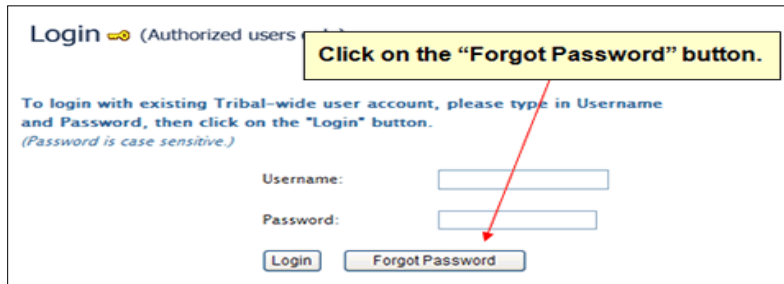 Login (Authorized users
Click on the “Forgot Password” button.
To login with existing Tribal-wide user account, please type in Username
and Password, then click on the "Login" button.
(Password is case sensitive.)
Username:
Password:
Login Forgot Password